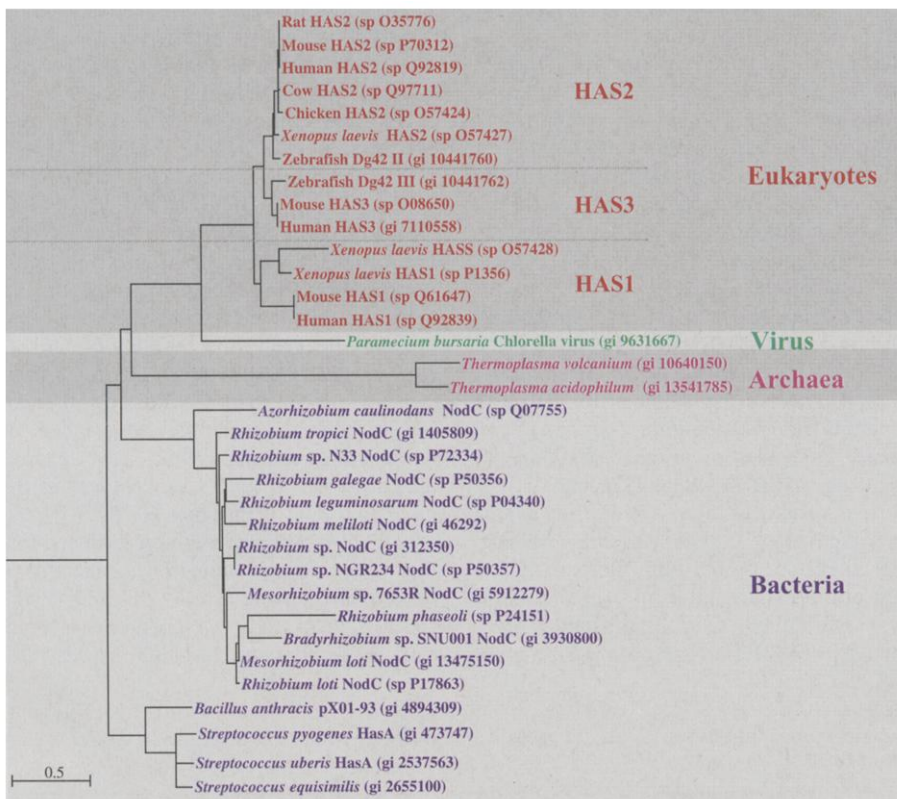 Rat HAS2 (sp O35776)
Mouse HAS2 (sp P70312)
Human HAS2 (sp Q92819)
Cow HAS2 (sp Q97711)
HAS2
Chicken HAS2 (sp O57424)
Xenopus laevis HAS2 (sp O57427)
Zebrafish Dg42 II (gi 10441760)
Eukaryotes
Zebrafish Dg42 III (gi 10441762)
Mouse HAS3 (sp O08650)
HAS3
Human HAS3 (gi 7110558)
Xenopus laevis HASS (sp O57428)
Xenopus laevis HAS1 (sp P1356)
HAS1
Mouse HAS1 (sp Q61647)
Human HAS1 (sp Q92839)
Paramecium bursaria Chlorella virus (gi 9631667)
Virus
Thermoplasma volcanium (gi 10640150)
Thermoplasma acidophilum (gi 13541785)
Archaea
Azorhizobium caulinodans NodC (sp Q07755)
Rhizobium tropici NodC (gi 1405809)
Rhizobium sp. N33 NodC (sp P72334)
Rhizobium galegae NodC (sp P50356)
Rhizobium leguminosarum NodC (sp P04340)
Rhizobium meliloti NodC (gi 46292)
Rhizobium sp. NodC (gi 312350)
Rhizobium sp. NGR234 NodC (sp P50357)
Bacteria
Mesorhizobium sp. 7653R NodC (gi 5912279)
Rhizobium phaseoli (sp P24151)
Bradyrhizobium sp. SNU001 NodC (gi 3930800)
Mesorhizobium loti NodC (gi 13475150)
Rhizobium loti NodC (sp P17863)
Bacillus anthracis pX01-93 (gi 4894309)
Streptococcus pyogenes HasA (gi 473747)
Streptococcus uberis HasA (gi 2537563)
0.5
Streptococcus equisimilis (gi 2655100)